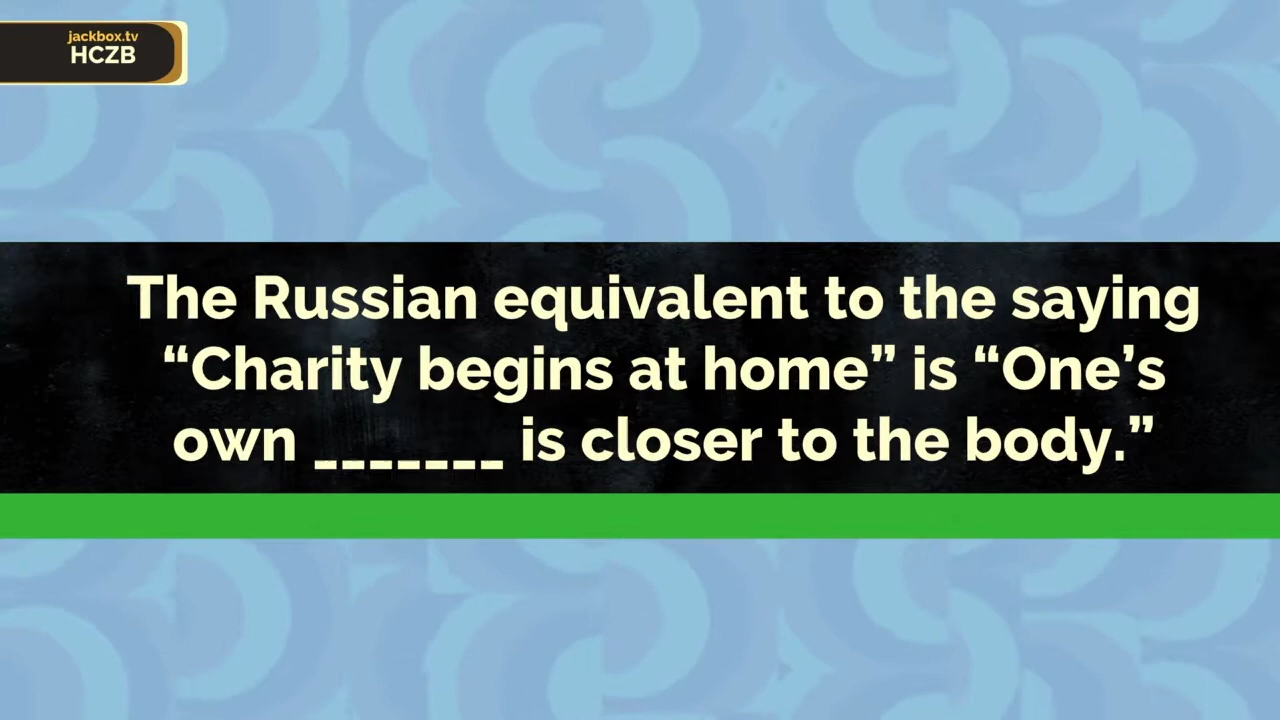 jackbox.tv
HCZB
The Russian equivalent to the saying
“Charity begins at home” is “One’s
own _______ is closer to the body.”